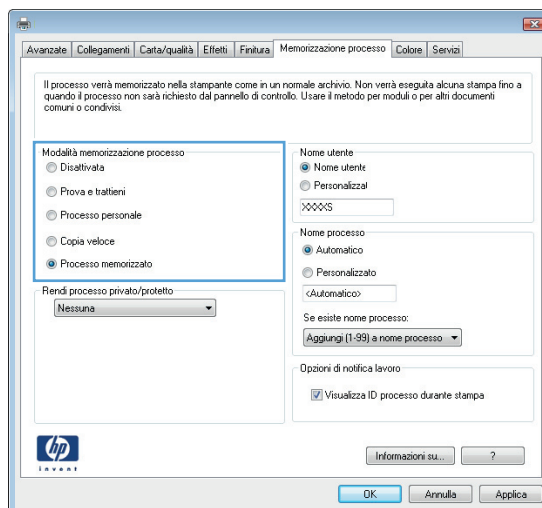 Avanzate Collegamenti Carta/qualità Effetti Finitura Memorizzazione processo Colore Servizi
Il processo verrà memorizzato nella stampante come in un normale archivio. Non verrà eseguita alcuna stampa fino a
quando il processo non sarà richiesto dal pannello di controllo. Usare il metodo per moduli o per altri documenti
comuni o condivisi.
Modalità memorizzazione processo
Disattivata
Prova e trattieni
Processo personale
Copia veloce
Processo memorizzato
Rendi processo privato/protetto
Nessuna
Nome utente
Nome utente
Personalizzat
XXXXS
Nome processo
Automatico
Personalizzato
<Automatico>
Se esiste nome processo:
Aggiungi (1-99) a nome processo
Opzioni di notifica lavoro
Visualizza ID processo durante stampa
hp
invent
Informazioni su... ?
OK Annulla Applica